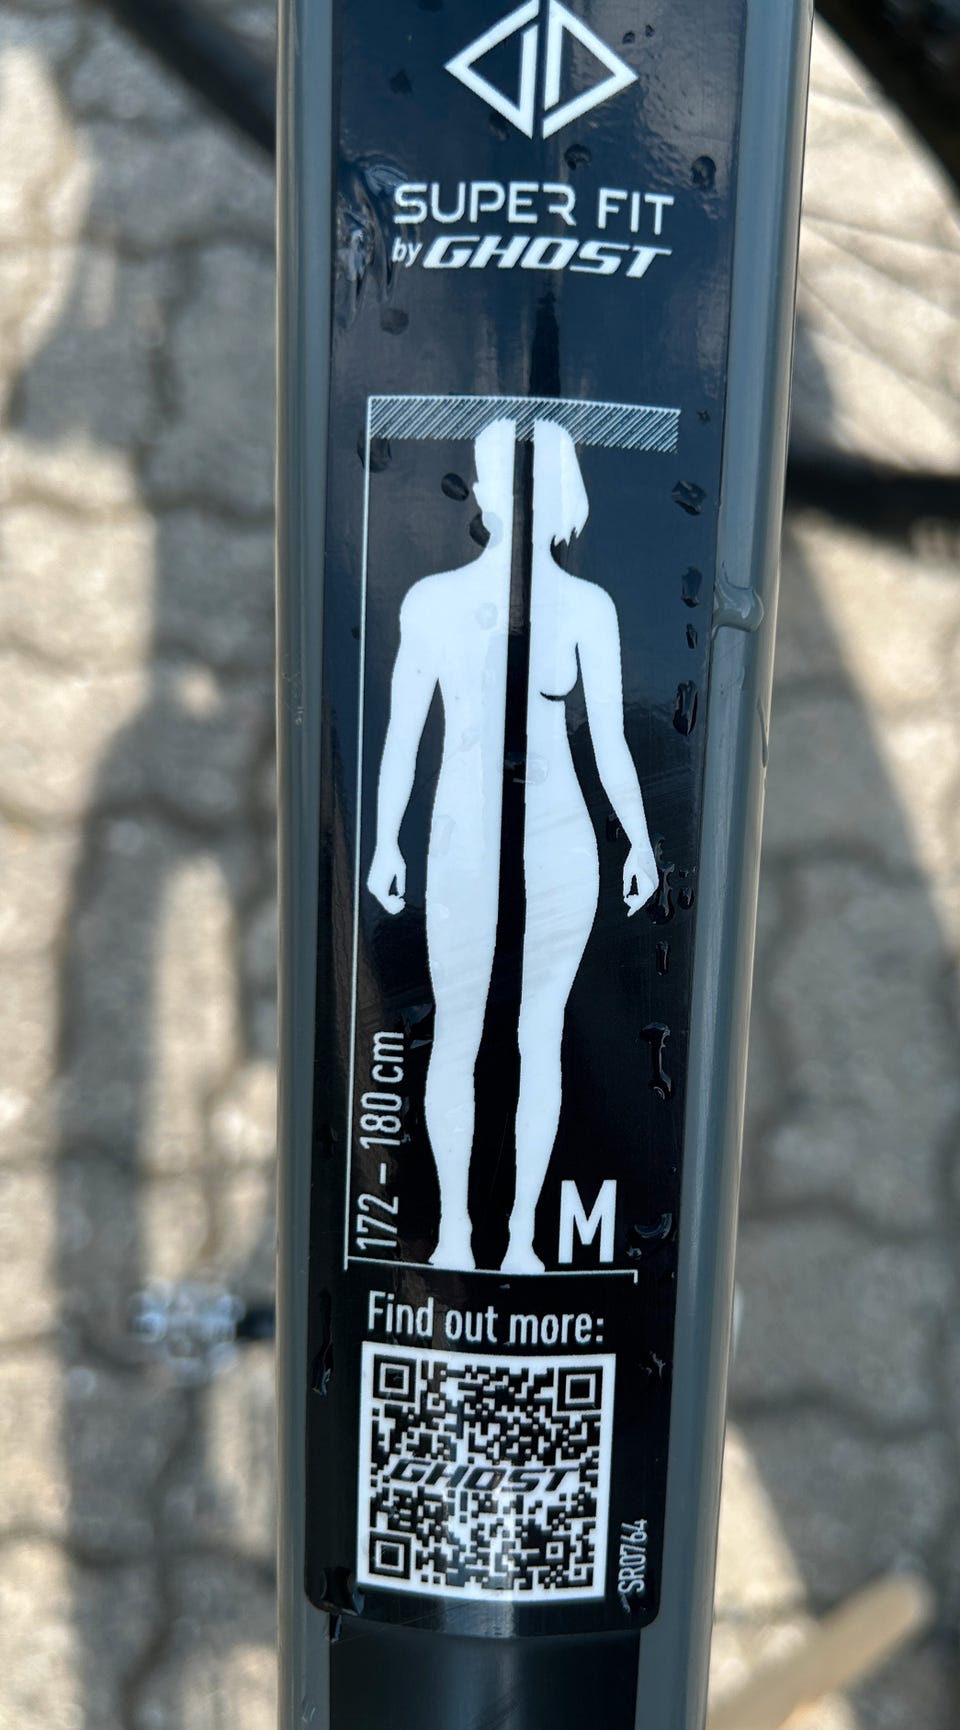 SUPER FIT
by GHOST
172 - 180 cm
M
Find out more:
GHOST
SR0764